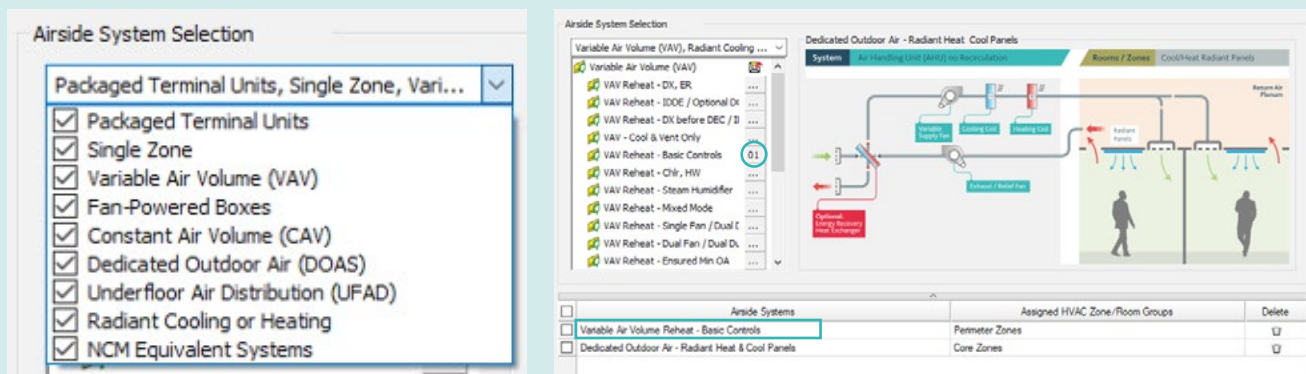 Airside System Selection
Packaged Terminal Units, Single Zone, Vari...
Packaged Terminal Units
Single Zone
Variable Air Volume (VAV)
Fan-Powered Boxes
Constant Air Volume (CAV)
Dedicated Outdoor Air (DOAS)
Underfloor Air Distribution (UFAD)
Radiant Cooling or Heating
NCM Equivalent Systems
Airside System Selection
Variable Air Volume (VAV), Radiant Cooling ...
Variable Air Volume (VAV)
VAV Reheat - DX, ER
...
VAV Reheat - IDDE / Optional DX
...
VAV Reheat - DX before DEC / I
...
VAV - Cool & Vent Only
...
VAV Reheat - Basic Controls
01
VAV Reheat - Chlr, HW
...
VAV Reheat - Steam Humidifier
...
VAV Reheat - Mixed Mode
...
VAV Reheat - Single Fan / Dual D
...
VAV Reheat - Dual Fan / Dual Du
...
VAV Reheat - Ensured Min OA
...
Dedicated Outdoor Air - Radiant Heat Cool Panels
System
Air Handling Unit (AHU) no Recirculation
Rooms / Zones
Cool/Heat Radiant Panels
Return Air
Plenum
Variable
Supply Fan
Cooling Coil
Heating Coil
Radiant
Panels
Exhaust / Relief Fan
Optional:
Energy Recovery
Heat Exchanger
Airside Systems
Assigned HVAC Zone/Room Groups
Delete
Variable Air Volume Reheat - Basic Controls
Perimeter Zones
Dedicated Outdoor Air - Radiant Heat & Cool Panels
Core Zones